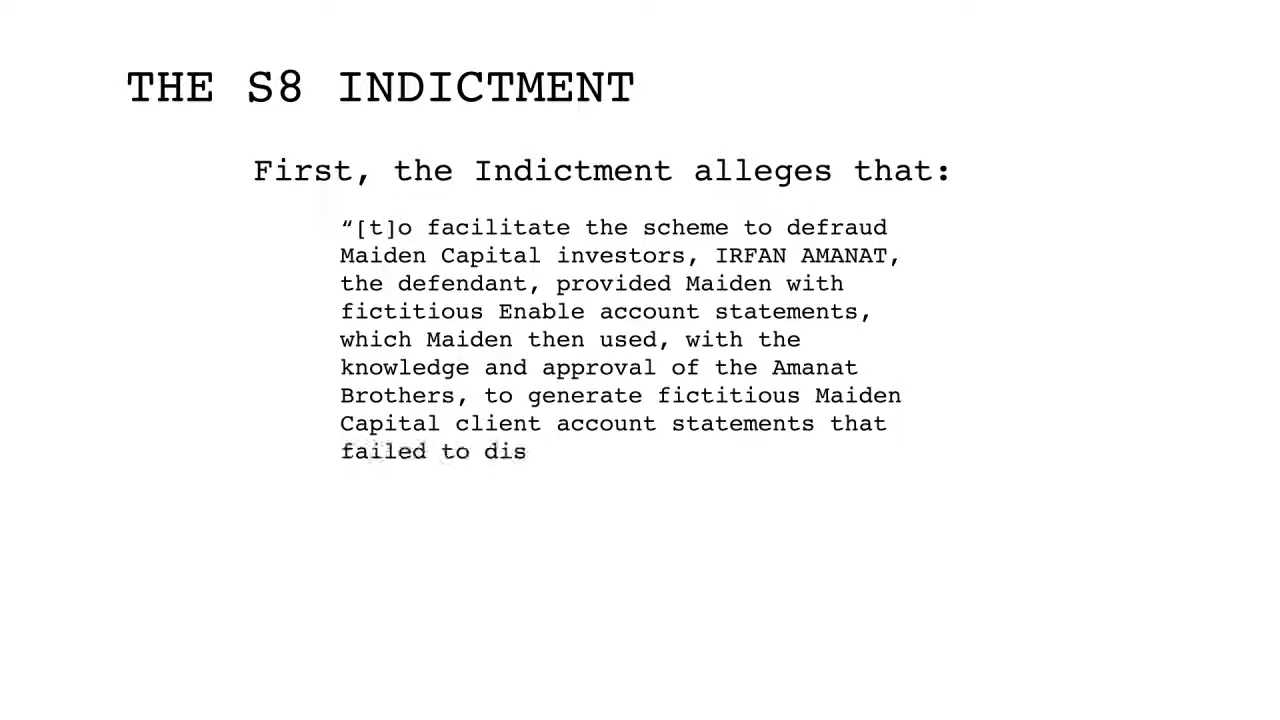 THE S8 INDICTMENT
First, the Indictment alleges that:
“[t]o facilitate the scheme to defraud
Maiden Capital investors, IRFAN AMANAT,
the defendant, provided Maiden with
fictitious Enable account statements,
which Maiden then used, with the
knowledge and approval of the Amanat
Brothers, to generate fictitious Maiden
Capital client account statements that
failed to dis